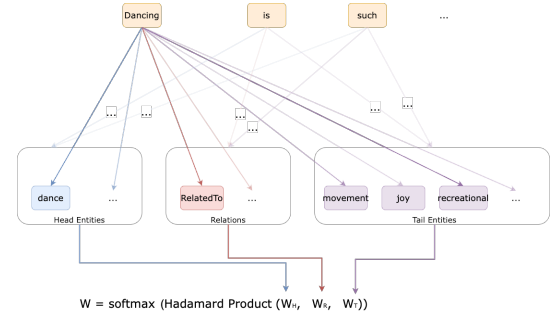 Dancing is such ...
... ... ... ... ... ...
dance ... RelatedTo ... movement joy recreational ...
Head Entities Relations Tail Entities
W = softmax (Hadamard Product (WH, WR, WT))